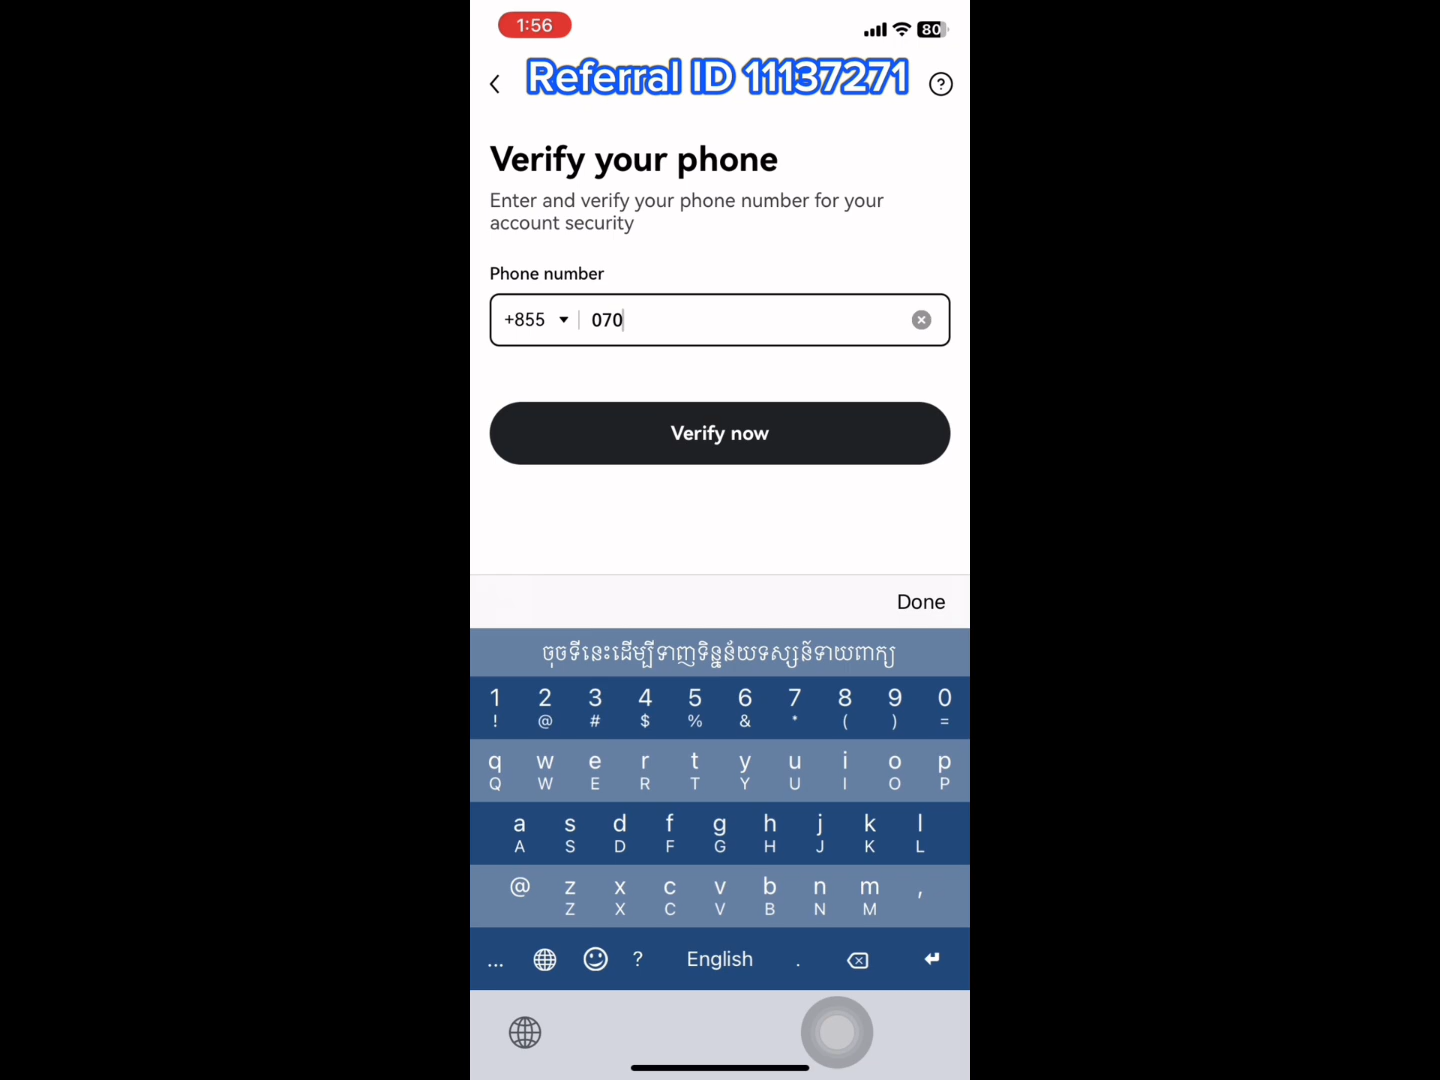 1:56
80
Referral ID 11137271
?
Verify your phone
Enter and verify your phone number for your
account security
Phone number
+855 070
Verify now
Done
ចុចទីនេះដើម្បីទាញទិន្នន័យទស្សន៍ទាយពាក្យ
1 2 3 4 5 6 7 8 9 0
! @ # $ % & * ( ) =
q w e r t y u i o p
Q W E R T Y U I O P
a s d f g h j k l
A S D F G H J K L
@ z x c v b n m ,
Z X C V B N M
... ? English .